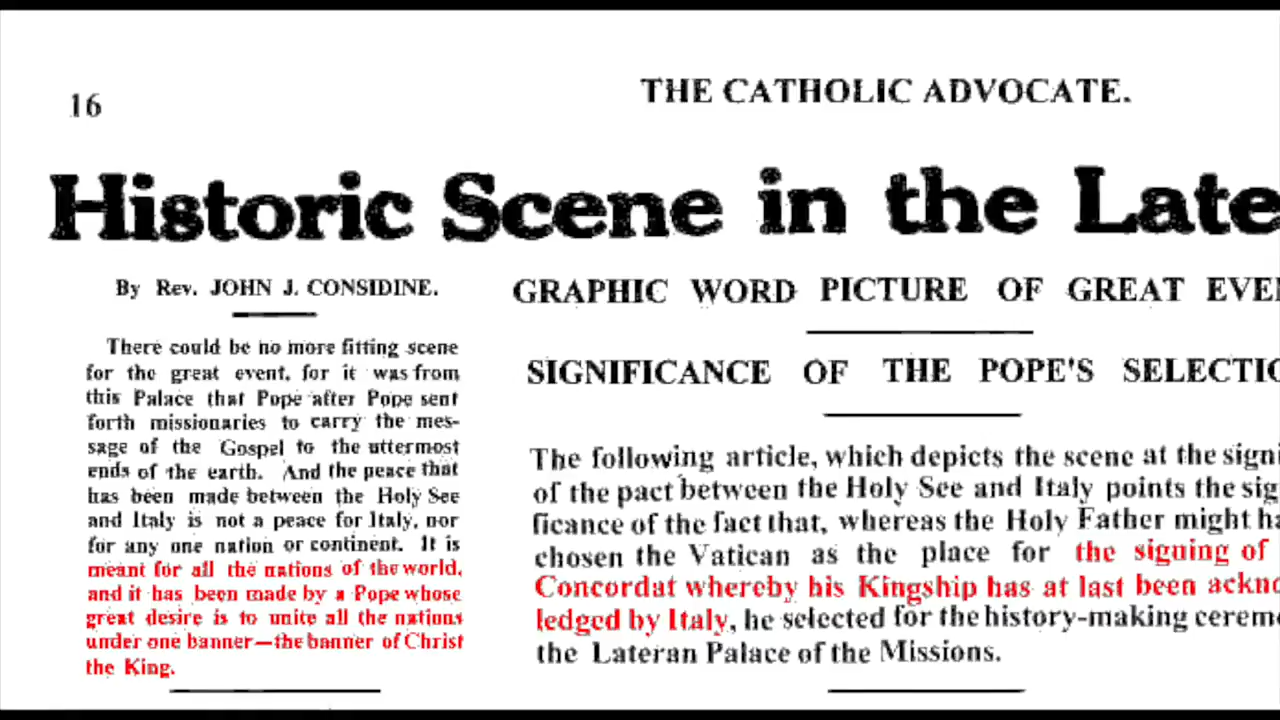 16
THE CATHOLIC ADVOCATE.
Historic Scene in the Late
By Rev. JOHN J. CONSIDINE.
There could be no more fitting scene
for the great event, for it was from
this Palace that Pope after Pope sent
forth missionaries to carry the mes-
sage of the Gospel to the uttermost
ends of the earth. And the peace that
has been made between the Holy See
and Italy is not a peace for Italy, nor
for any one nation or continent. It is
meant for all the nations of the world,
and it has been made by a Pope whose
great desire is to unite all the nations
under one banner—the banner of Christ
the King.
GRAPHIC WORD PICTURE OF GREAT EVE
SIGNIFICANCE OF THE POPE'S SELECTIO
The following article, which depicts the scene at the signi
of the pact between the Holy See and Italy points the sig
ficance of the fact that, whereas the Holy Father might ha
chosen the Vatican as the place for the signing of
Concordat whereby his Kingship has at last been ackno
ledged by Italy, he selected for the history-making cerem
the Lateran Palace of the Missions.